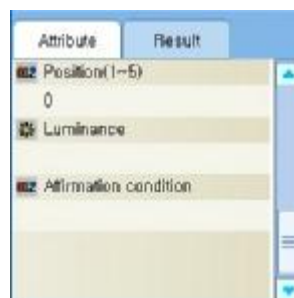 Attribute Result
Position(1~5)
0
Luminance
Affirmation condition